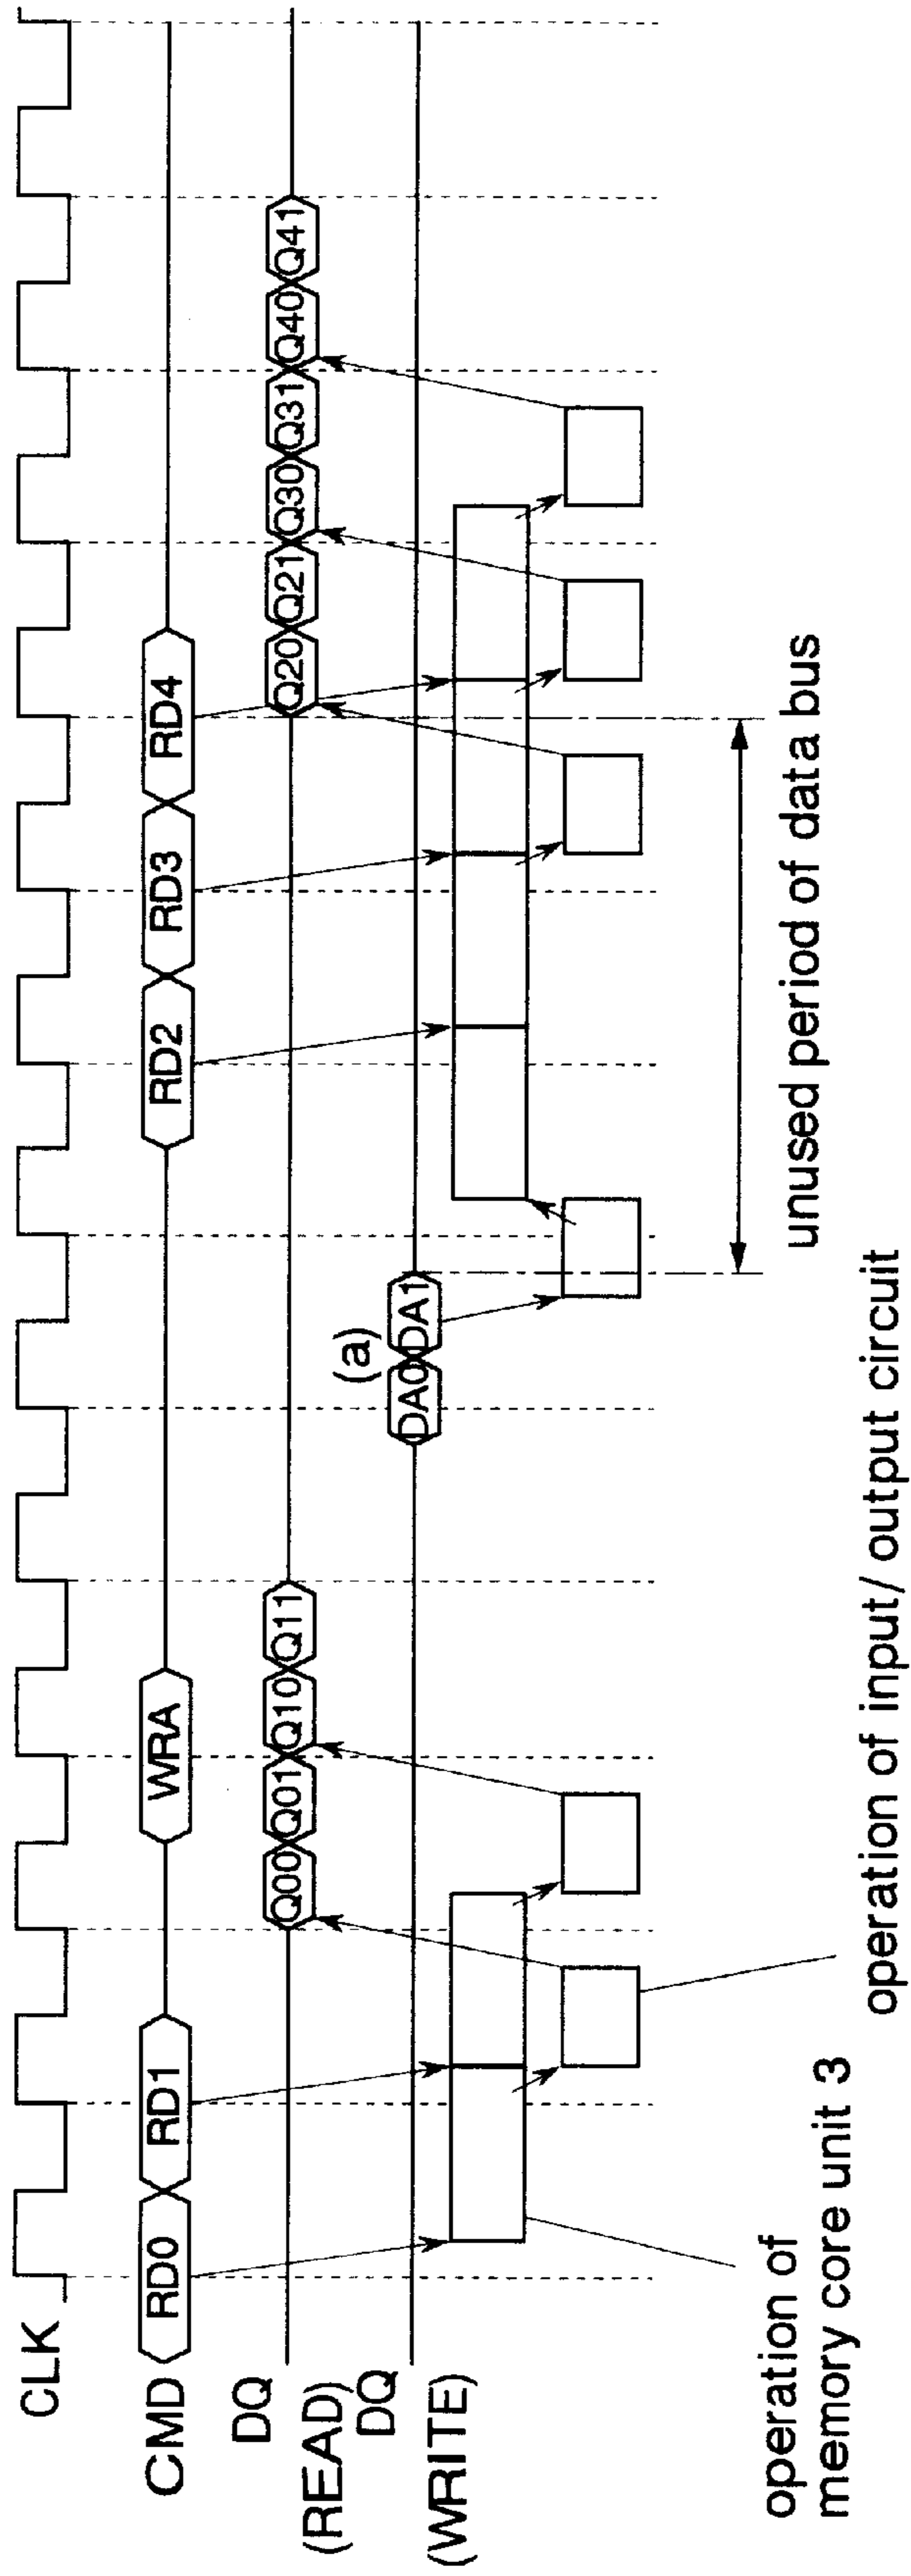 CLK
CMD
RD0
RD1
WRA
RD2
RD3
RD4
DQ
(READ)
Q00
Q01
Q10
Q11
Q20
Q21
Q30
Q31
Q40
Q41
DQ
(WRITE)
(a)
DA0
DA1
operation of
memory core unit 3
operation of input/ output circuit
unused period of data bus